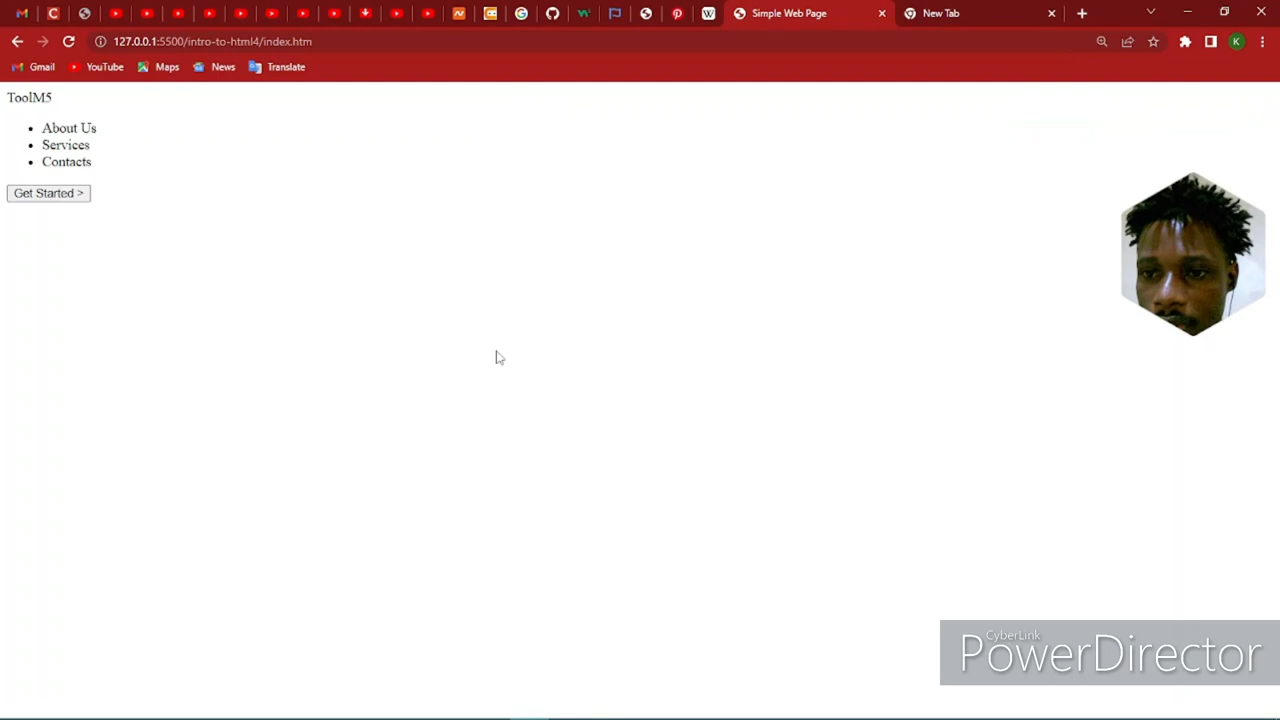 Simple Web Page
New Tab
127.0.0.1:5500/intro-to-html4/index.htm
K
Gmail
YouTube
Maps
News
Translate
ToolM5
• About Us
• Services
• Contacts
Get Started >
CyberLink
PowerDirector